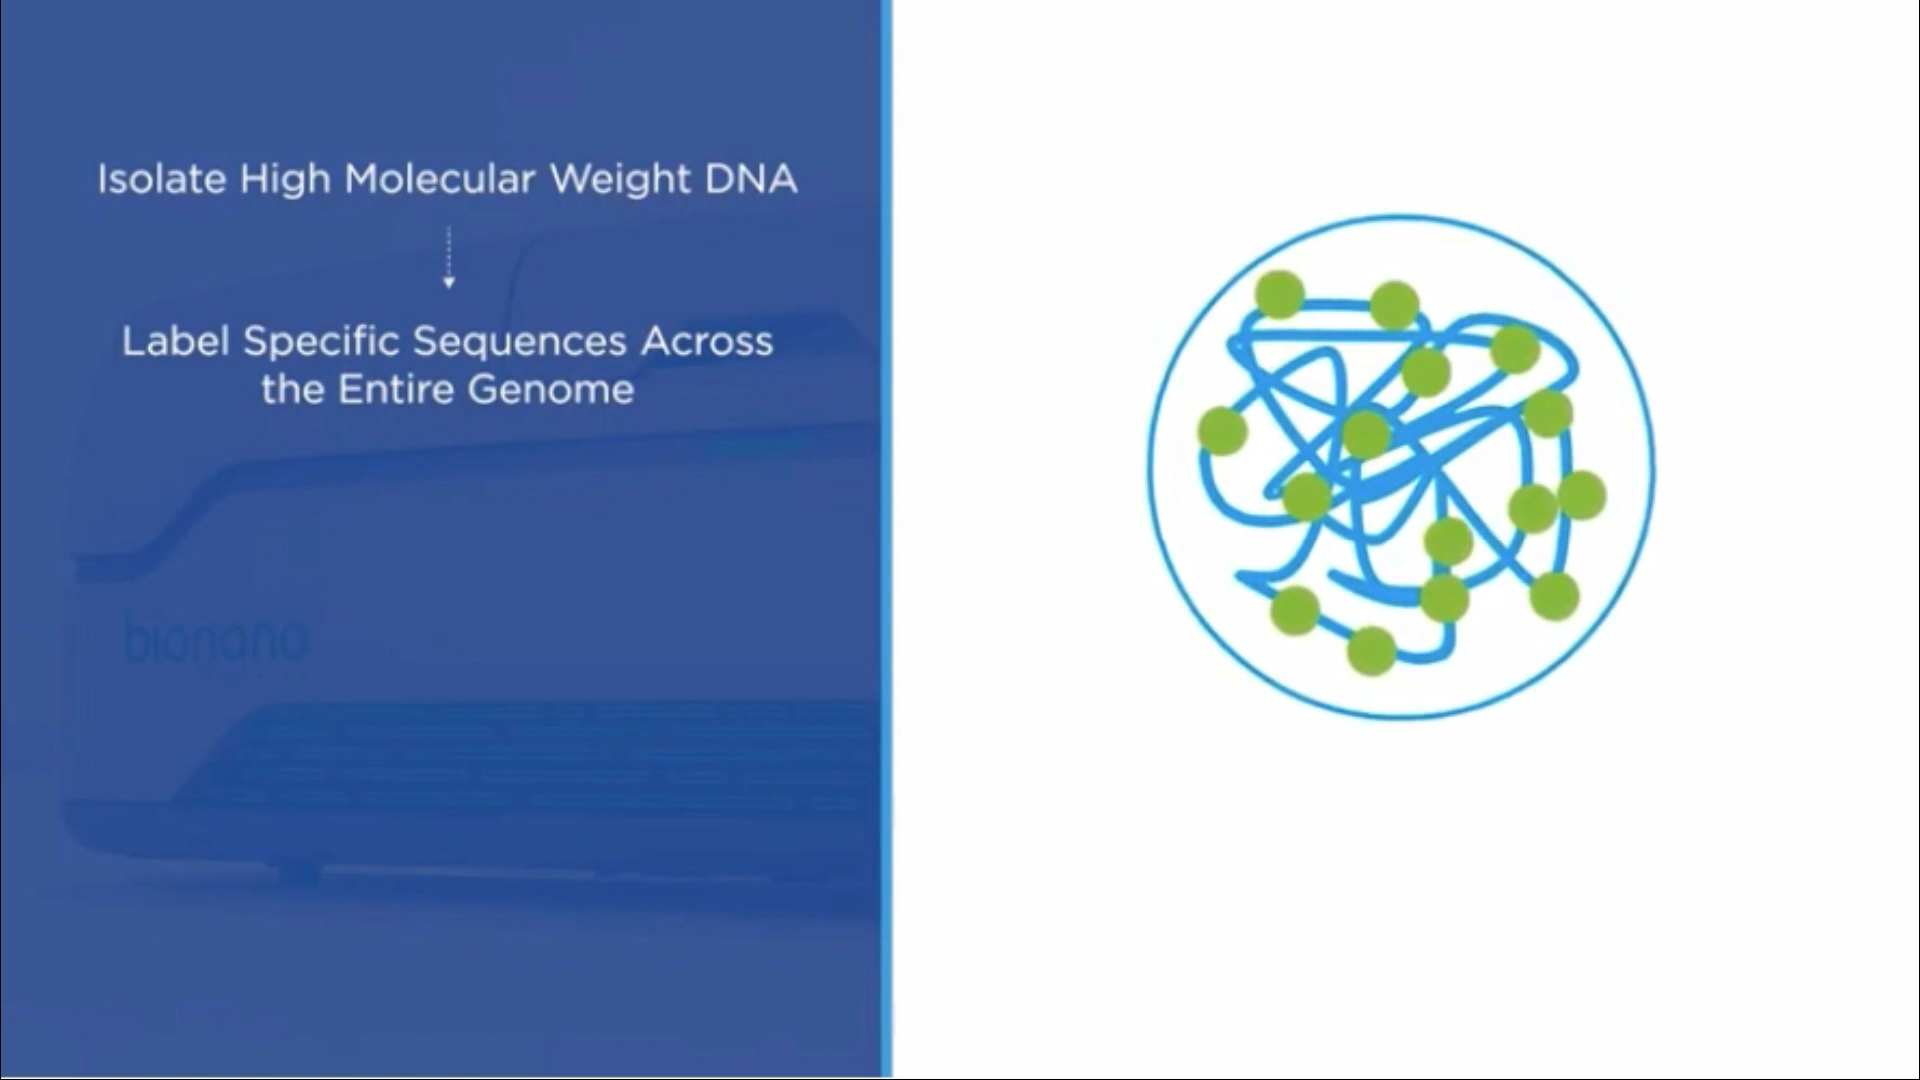 Isolate High Molecular Weight DNA
Label Specific Sequences Across
the Entire Genome
bionano